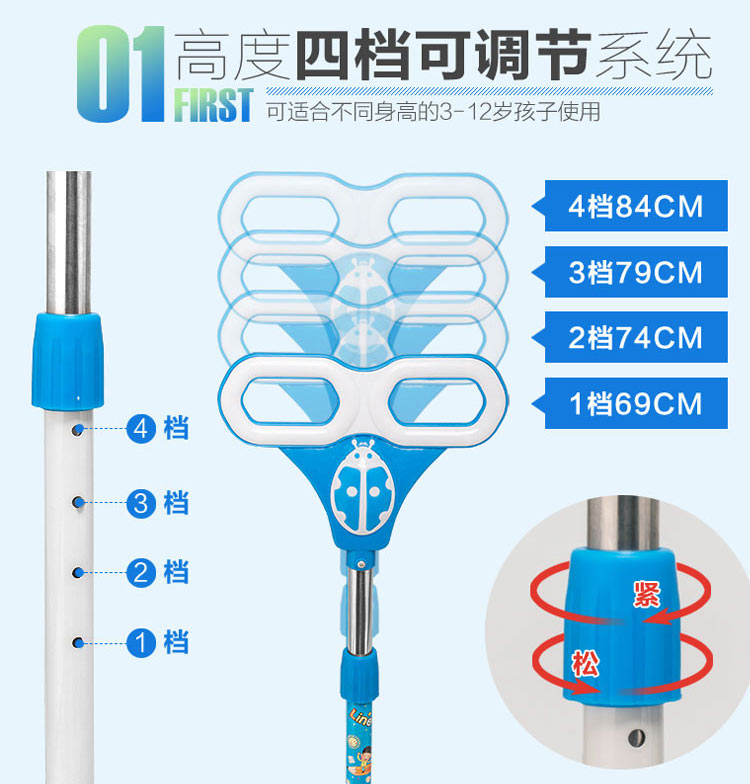 01 高度四档可调节系统
FIRST 可适合不同身高的3-12岁孩子使用
4档84CM
3档79CM
2档74CM
1档69CM
4 档
3 档
2 档
1 档
紧
松
Line